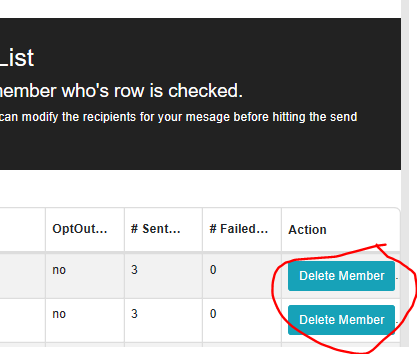 List
member who's row is checked.
can modify the recipients for your mesage before hitting the send
OptOut... # Sent... # Failed... Action
no 3 0 Delete Member
no 3 0 Delete Member